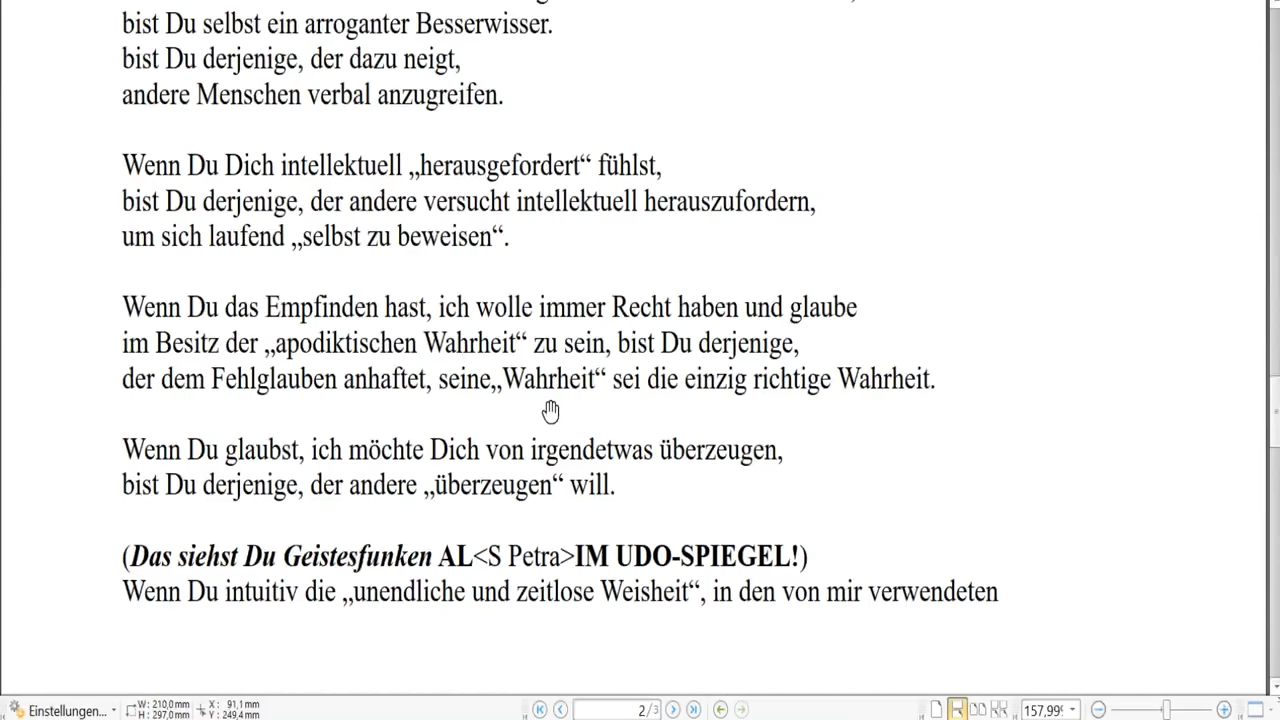 bist Du selbst ein arroganter Besserwisser.
bist Du derjenige, der dazu neigt,
andere Menschen verbal anzugreifen.
Wenn Du Dich intellektuell „herausgefordert“ fühlst,
bist Du derjenige, der andere versucht intellektuell herauszufordern,
um sich laufend „selbst zu beweisen“.
Wenn Du das Empfinden hast, ich wolle immer Recht haben und glaube
im Besitz der „apodiktischen Wahrheit“ zu sein, bist Du derjenige,
der dem Fehlglauben anhaftet, seine„Wahrheit“ sei die einzig richtige Wahrheit.
Wenn Du glaubst, ich möchte Dich von irgendetwas überzeugen,
bist Du derjenige, der andere „überzeugen“ will.
(Das siehst Du Geistesfunken AL<S Petra>IM UDO-SPIEGEL!)
Wenn Du intuitiv die „unendliche und zeitlose Weisheit“, in den von mir verwendeten
Einstellungen... W: 210,0 mm X: 91,1 mm 2/3 157,99%
H: 297,0 mm Y: 249,4 mm